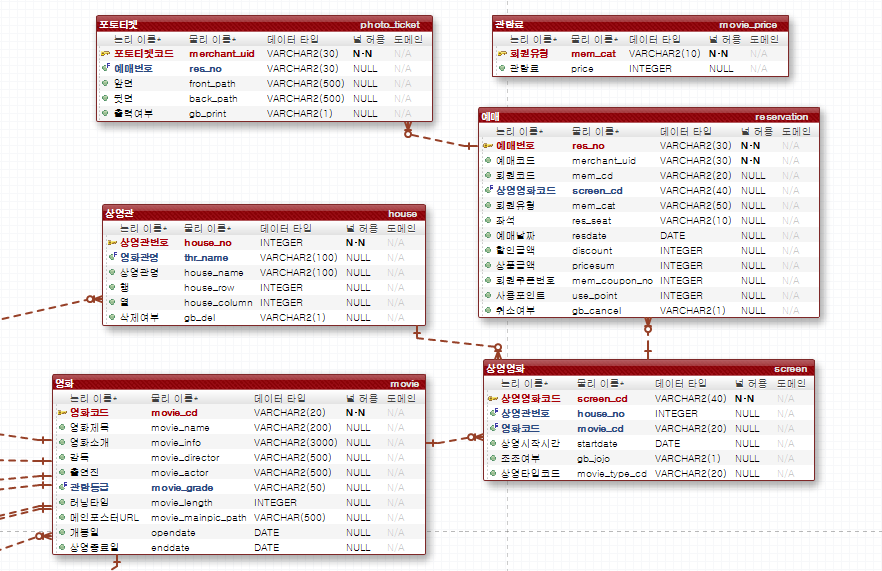 포토티켓 photo_ticket
논리 이름+ 물리 이름+ 데이터 타입 널 허용 도메인
포토티켓코드 merchant_uid VARCHAR2(30) N-N N/A
예매번호 res_no VARCHAR2(30) NULL N/A
앞면 front_path VARCHAR2(500) NULL N/A
뒷면 back_path VARCHAR2(500) NULL N/A
출력여부 gb_print VARCHAR2(1) NULL N/A
관람료 movie_price
논리 이름+ 물리 이름+ 데이터 타입 널 허용 도메인
회원유형 mem_cat VARCHAR2(10) N-N N/A
관람료 price INTEGER NULL N/A
예매 reservation
논리 이름+ 물리 이름+ 데이터 타입 널 허용 도메인
예매번호 res_no VARCHAR2(30) N-N N/A
예매코드 merchant_uid VARCHAR2(30) N-N N/A
회원코드 mem_cd VARCHAR2(20) NULL N/A
상영영화코드 screen_cd VARCHAR2(40) NULL N/A
회원유형 mem_cat VARCHAR2(50) NULL N/A
좌석 res_seat VARCHAR2(10) NULL N/A
예매날짜 resdate DATE NULL N/A
할인금액 discount INTEGER NULL N/A
상품금액 pricesum INTEGER NULL N/A
회원쿠폰번호 mem_coupon_no INTEGER NULL N/A
사용포인트 use_point INTEGER NULL N/A
취소여부 gb_cancel VARCHAR2(1) NULL N/A
상영관 house
논리 이름+ 물리 이름+ 데이터 타입 널 허용 도메인
상영관번호 house_no INTEGER N-N N/A
영화관명 thr_name VARCHAR2(100) NULL N/A
상영관명 house_name VARCHAR2(100) NULL N/A
행 house_row INTEGER NULL N/A
열 house_column INTEGER NULL N/A
삭제여부 gb_del VARCHAR2(1) NULL N/A
영화 movie
논리 이름+ 물리 이름+ 데이터 타입 널 허용 도메인
영화코드 movie_cd VARCHAR2(20) N-N N/A
영화제목 movie_name VARCHAR2(200) NULL N/A
영화소개 movie_info VARCHAR2(3000) NULL N/A
감독 movie_director VARCHAR2(500) NULL N/A
출연진 movie_actor VARCHAR2(500) NULL N/A
관람등급 movie_grade VARCHAR2(50) NULL N/A
러닝타임 movie_length INTEGER NULL N/A
메인포스터URL movie_mainpic_path VARCHAR(500) NULL N/A
개봉일 opendate DATE NULL N/A
상영종료일 enddate DATE NULL N/A
상영영화 screen
논리 이름+ 물리 이름+ 데이터 타입 널 허용 도메인
상영영화코드 screen_cd VARCHAR2(40) N-N N/A
상영관번호 house_no INTEGER NULL N/A
영화코드 movie_cd VARCHAR2(20) NULL N/A
상영시작시간 startdate DATE NULL N/A
조조여부 gb_jojo VARCHAR2(1) NULL N/A
상영타입코드 movie_type_cd VARCHAR2(20) NULL N/A